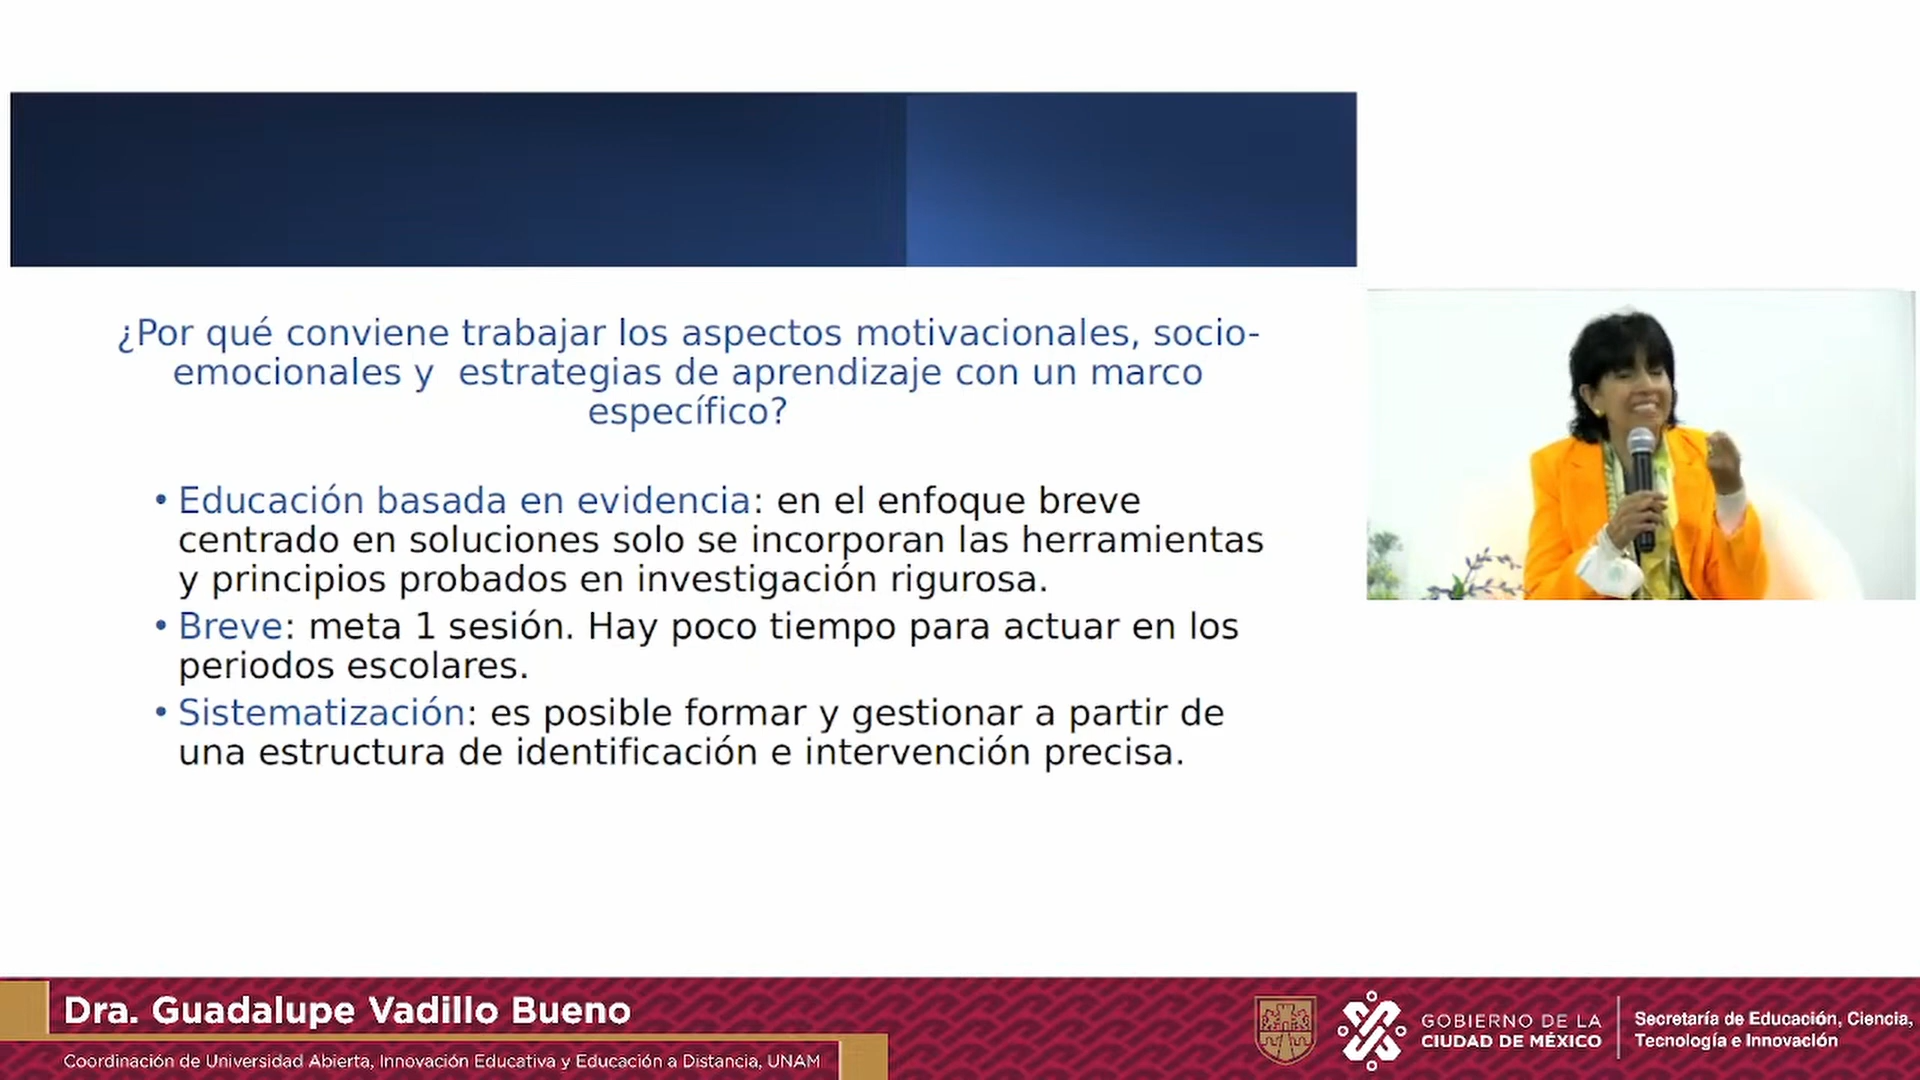 ¿Por qué conviene trabajar los aspectos motivacionales, socio-
emocionales y  estrategias de aprendizaje con un marco
específico?
• Educación basada en evidencia: en el enfoque breve
centrado en soluciones solo se incorporan las herramientas
y principios probados en investigación rigurosa.
• Breve: meta 1 sesión. Hay poco tiempo para actuar en los
periodos escolares.
• Sistematización: es posible formar y gestionar a partir de
una estructura de identificación e intervención precisa.
Dra. Guadalupe Vadillo Bueno
Coordinación de Universidad Abierta, Innovación Educativa y Educación a Distancia, UNAM
GOBIERNO DE LA
CIUDAD DE MÉXICO
Secretaría de Educación, Ciencia,
Tecnología e Innovación